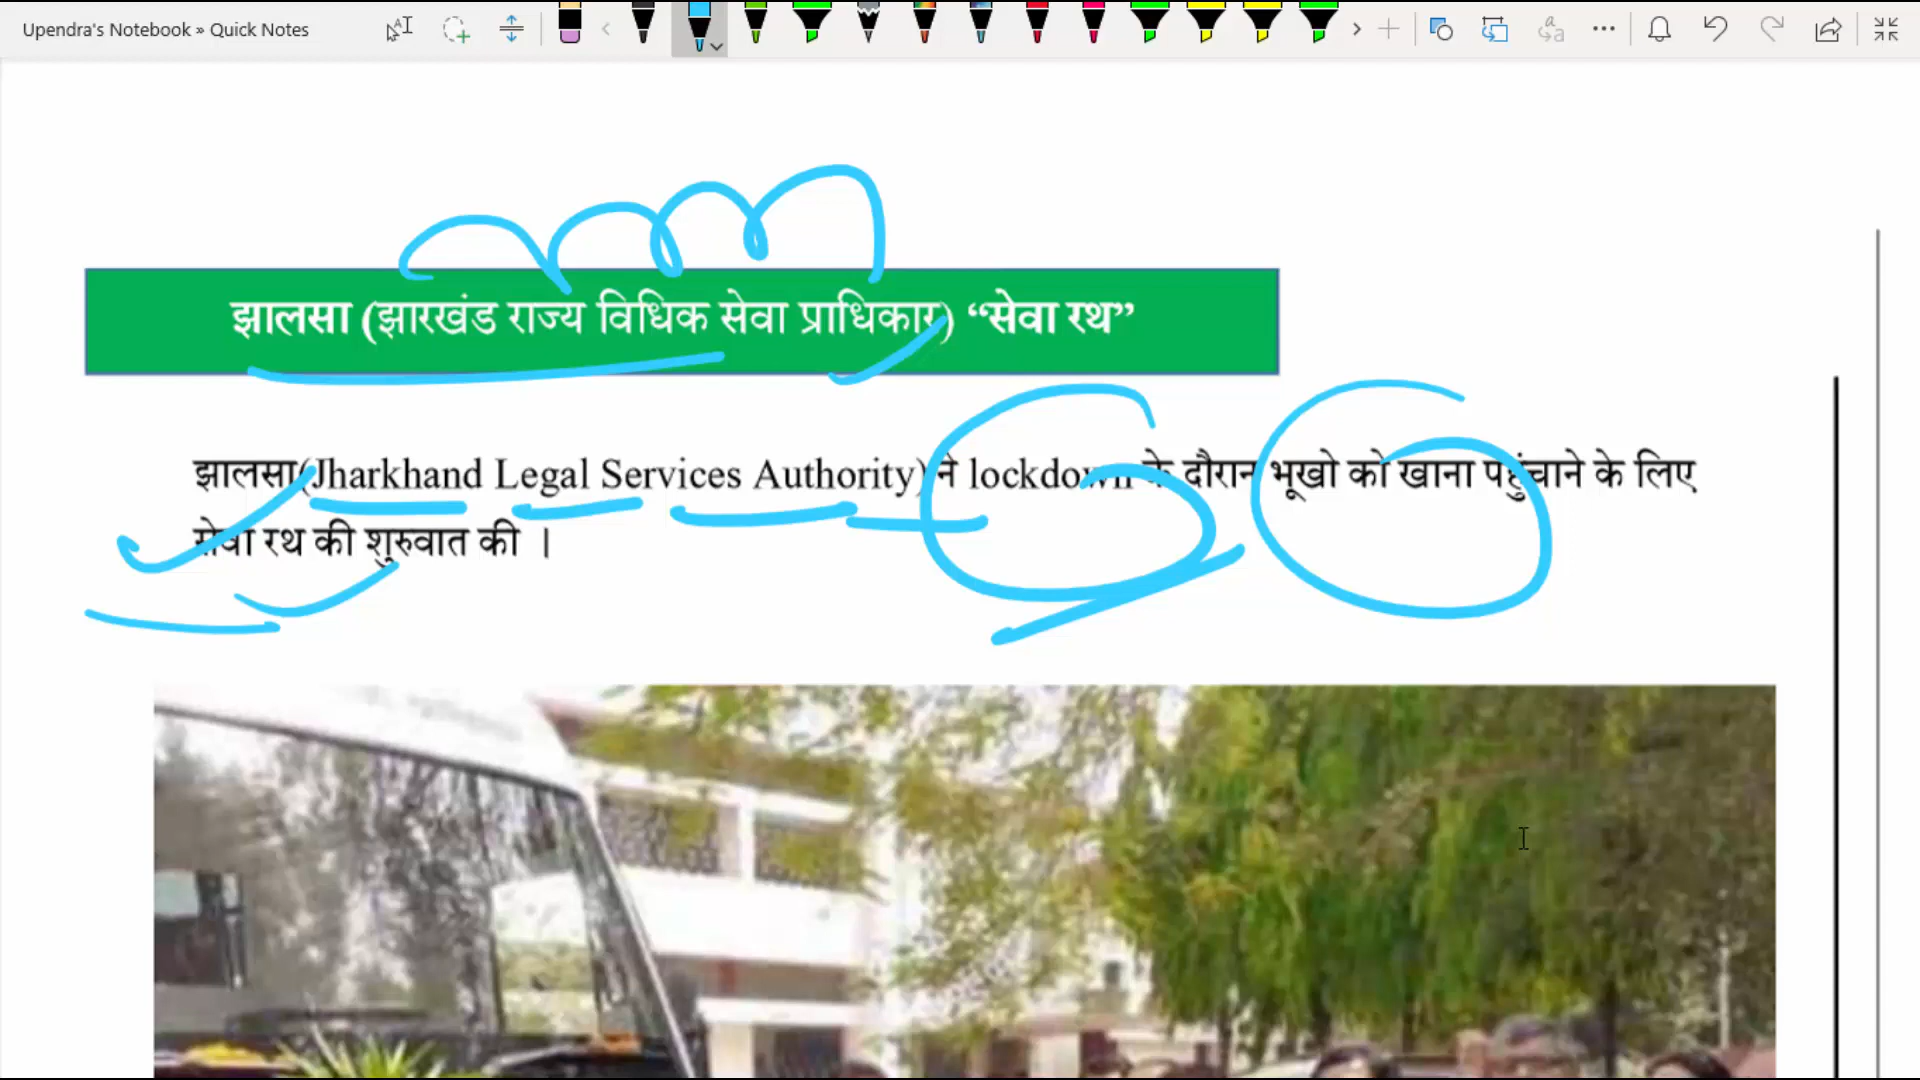 Upendra's Notebook » Quick Notes
झालसा (झारखंड राज्य विधिक सेवा प्राधिकार) “सेवा रथ”
झालसा(Jharkhand Legal Services Authority) ने lockdown के दौरान भूखो को खाना पहुंचाने के लिए
सेवा रथ की शुरुवात की ।